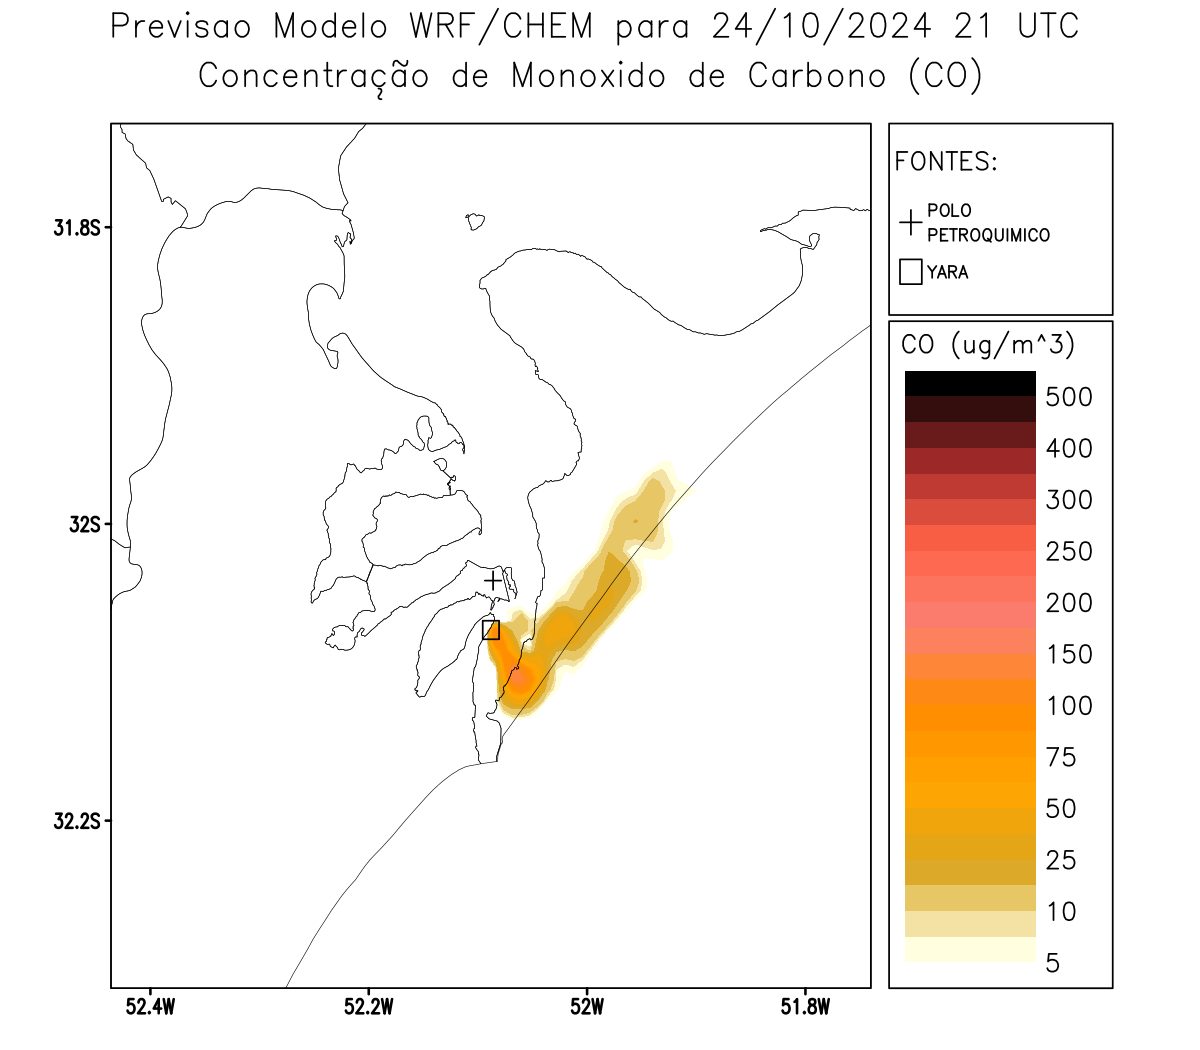 Previsao Modelo WRF/CHEM para 24/10/2024 21 UTC
Concentração de Monoxido de Carbono (CO)
FONTES:
POLO
PETROQUIMICO
YARA
CO (ug/m^3)
500
400
300
250
200
150
100
75
50
25
10
5
31.8S
32S
32.2S
52.4W
52.2W
52W
51.8W